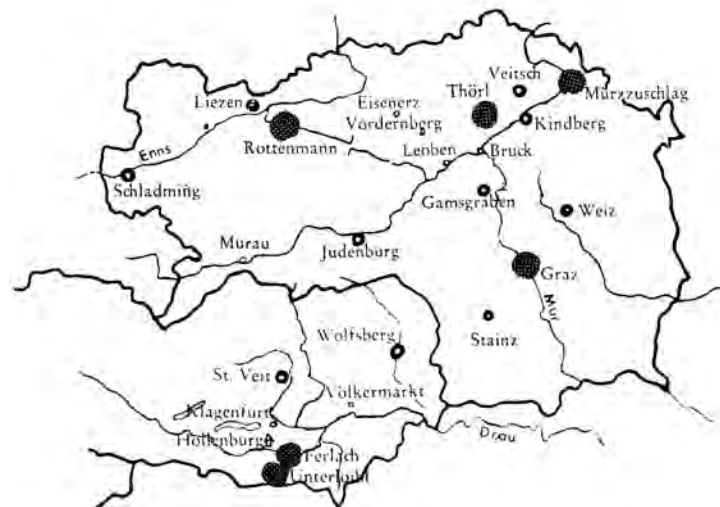 Veitsch
Mürzzuschlag
Thörl
Liezen
Eisenerz
Vordernberg
Kindberg
Rottenmann
Enns
Leoben
Bruck
Schladming
Gamsgraben
Weiz
Murau
Judenburg
Graz
Mur
Stainz
Wolfsberg
St. Veit
Völkermarkt
Klagenfurt
Hollenburg
Drau
Ferlach
Unterloibl